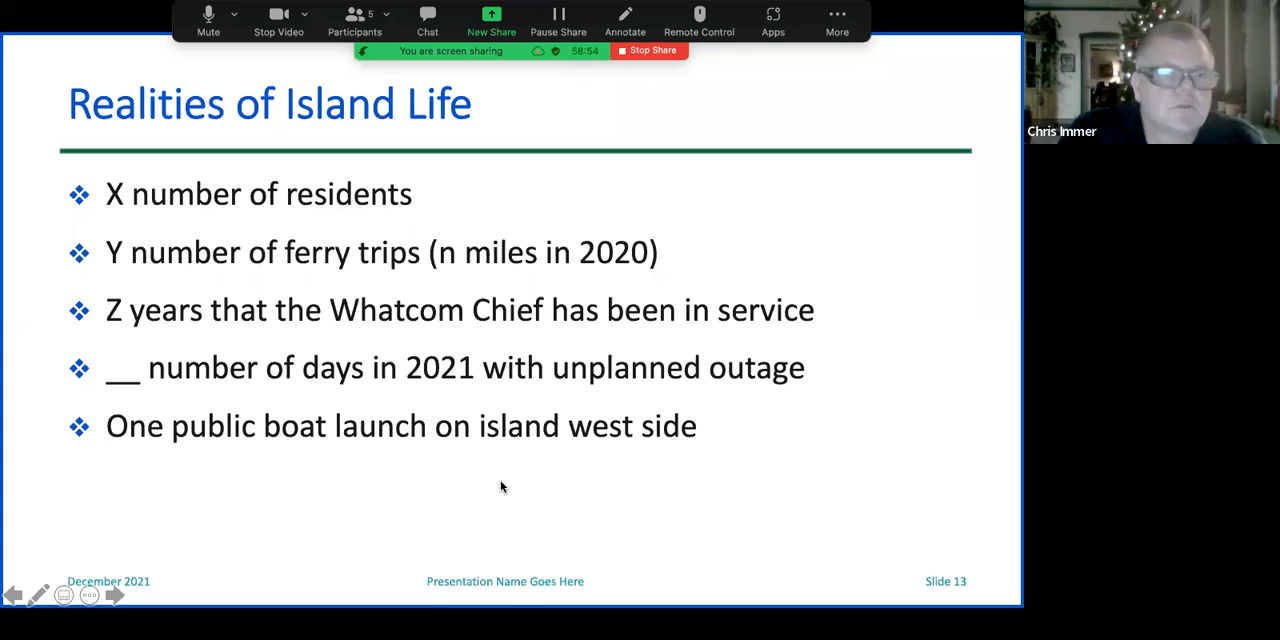 5
Mute
Stop Video
Participants
Chat
New Share
Pause Share
Annotate
Remote Control
Apps
More
You are screen sharing
58:54
Stop Share
Chris Immer
Realities of Island Life
X number of residents
Y number of ferry trips (n miles in 2020)
Z years that the Whatcom Chief has been in service
__ number of days in 2021 with unplanned outage
One public boat launch on island west side
December 2021
Presentation Name Goes Here
Slide 13